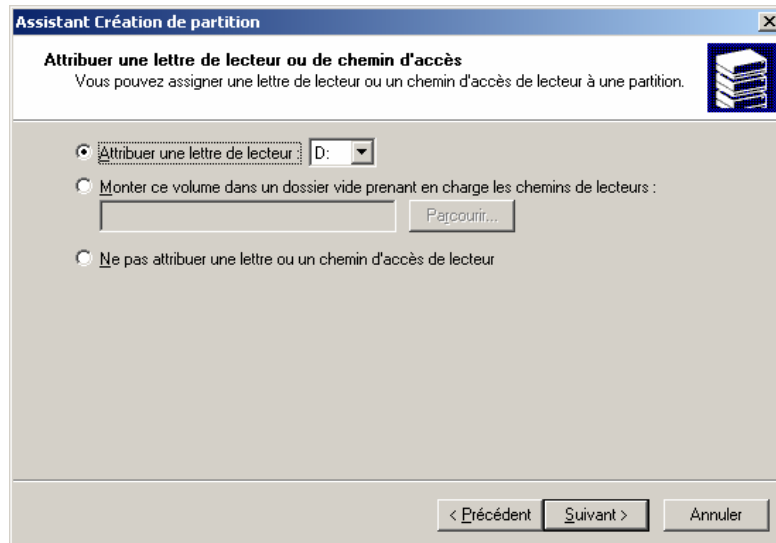 Assistant Création de partition
Attribuer une lettre de lecteur ou de chemin d'accès
Vous pouvez assigner une lettre de lecteur ou un chemin d'accès de lecteur à une partition.
Attribuer une lettre de lecteur : D:
Monter ce volume dans un dossier vide prenant en charge les chemins de lecteurs :
Parcourir...
Ne pas attribuer une lettre ou un chemin d'accès de lecteur
< Précédent Suivant > Annuler